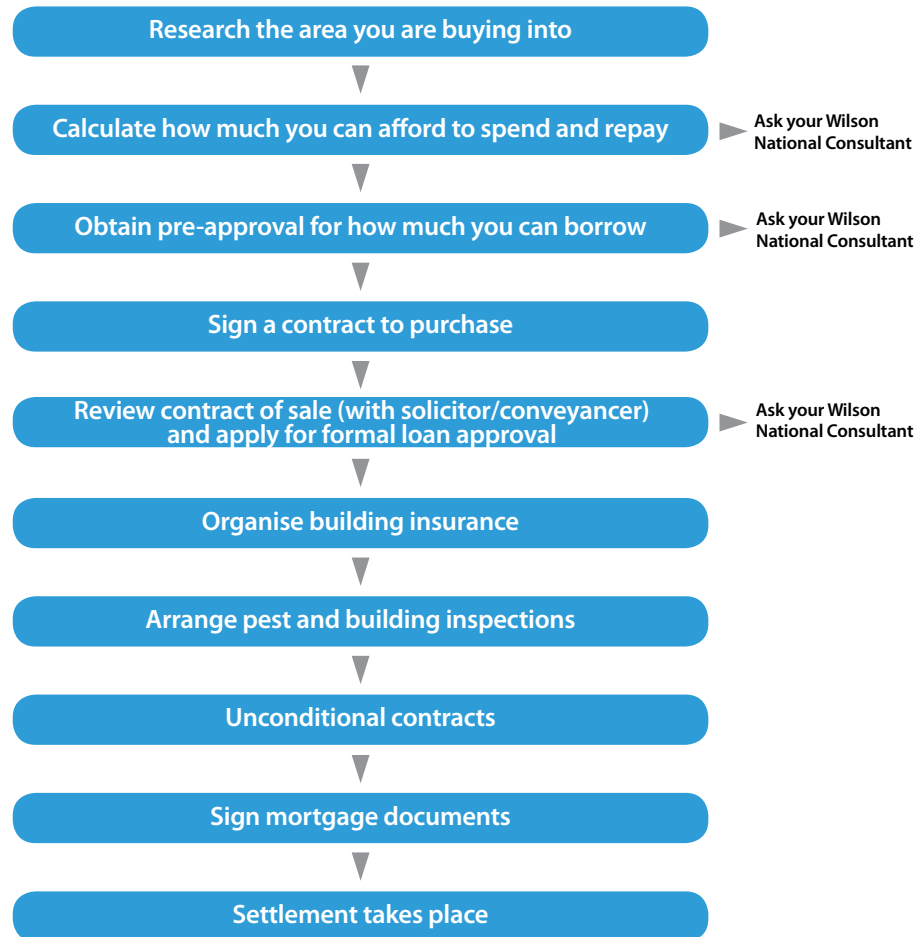 Research the area you are buying into
Calculate how much you can afford to spend and repay
Ask your Wilson
National Consultant
Obtain pre-approval for how much you can borrow
Ask your Wilson
National Consultant
Sign a contract to purchase
Review contract of sale (with solicitor/conveyancer)
and apply for formal loan approval
Ask your Wilson
National Consultant
Organise building insurance
Arrange pest and building inspections
Unconditional contracts
Sign mortgage documents
Settlement takes place